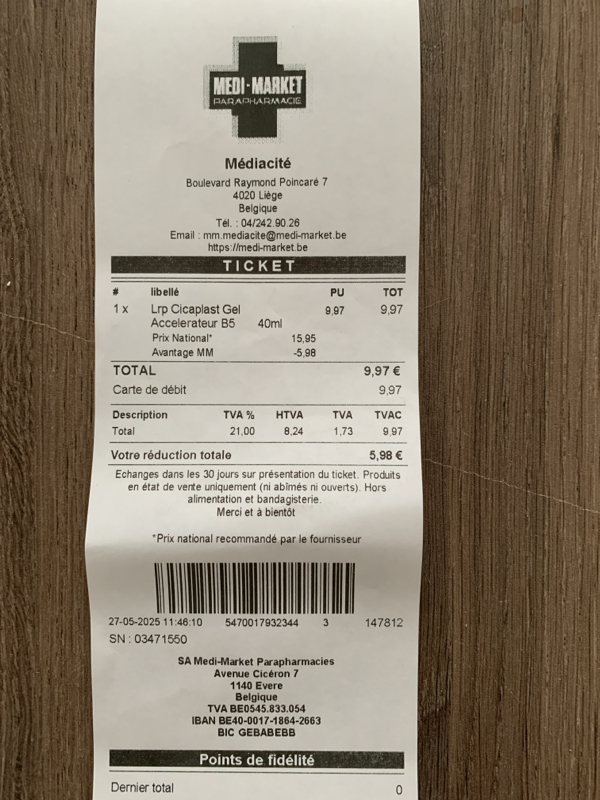 MEDI-MARKET
PARAPHARMACIE
Médiacité
Boulevard Raymond Poincaré 7
4020 Liège
Belgique
Tél. : 04/242.90.26
Email : mm.mediacite@medi-market.be
https://medi-market.be
TICKET
# libellé PU TOT
1 x Lrp Cicaplast Gel 9,97 9,97
Accelerateur B5 40ml
Prix National* 15,95
Avantage MM -5,98
TOTAL 9,97 €
Carte de débit 9,97
Description TVA % HTVA TVA TVAC
Total 21,00 8,24 1,73 9,97
Votre réduction totale 5,98 €
Echanges dans les 30 jours sur présentation du ticket. Produits
en état de vente uniquement (ni abîmés ni ouverts). Hors
alimentation et bandagisterie.
Merci et à bientôt
*Prix national recommandé par le fournisseur
27-05-2025 11:46:10 5470017932344 3 147812
SN : 03471550
SA Medi-Market Parapharmacies
Avenue Cicéron 7
1140 Evere
Belgique
TVA BE0545.833.054
IBAN BE40-0017-1864-2663
BIC GEBABEBB
Points de fidélité
Dernier total 0